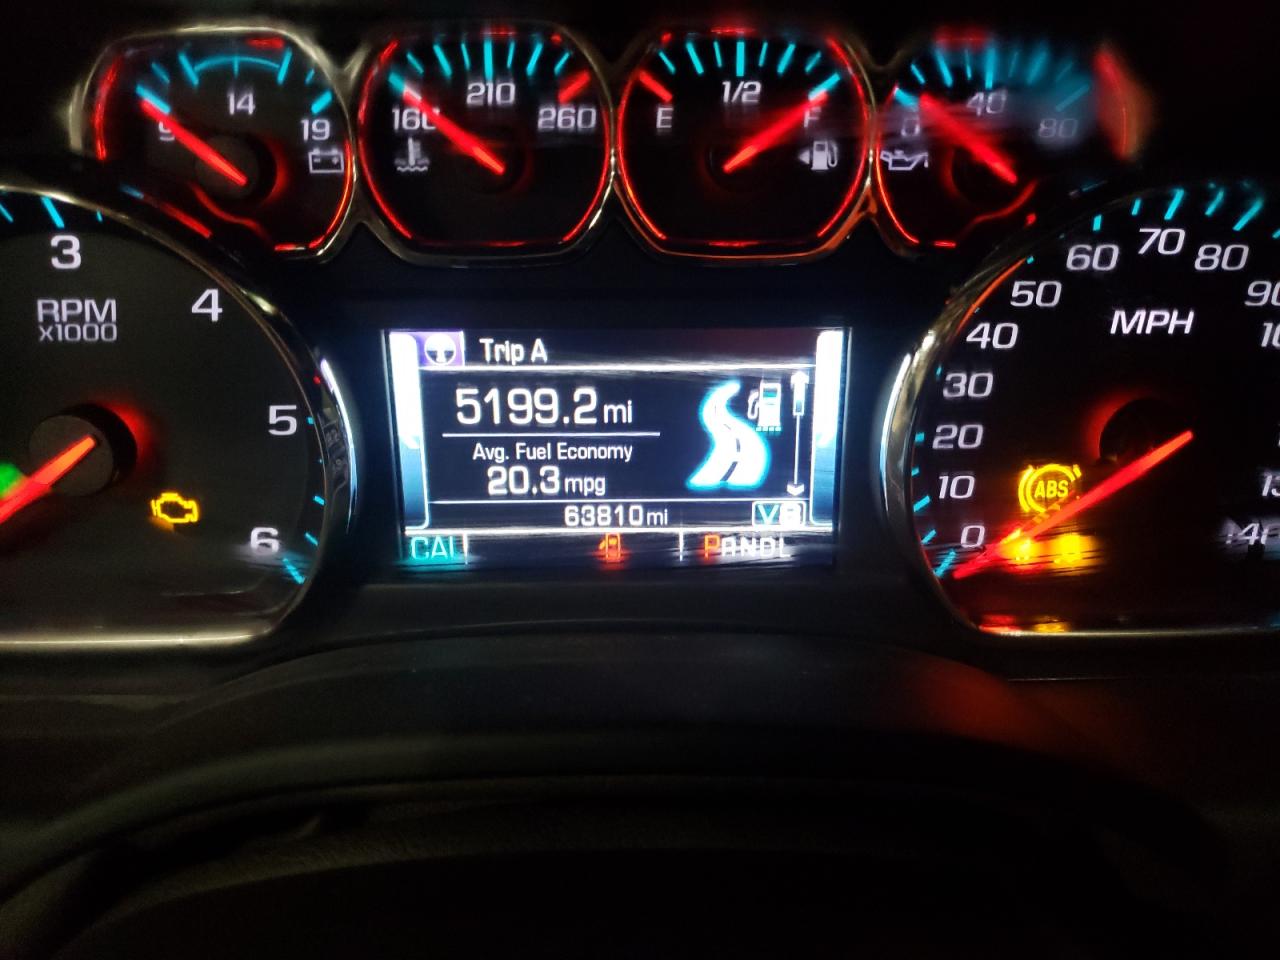 9 14 19
160 210 260
E 1/2 F
0 40 80
3 4 5 6
RPM
x1000
Trip A
5199.2 mi
Avg. Fuel Economy
20.3 mpg
63810 mi V8
PRNDL
0 10 20 30 40 50 60 70 80
MPH
ABS